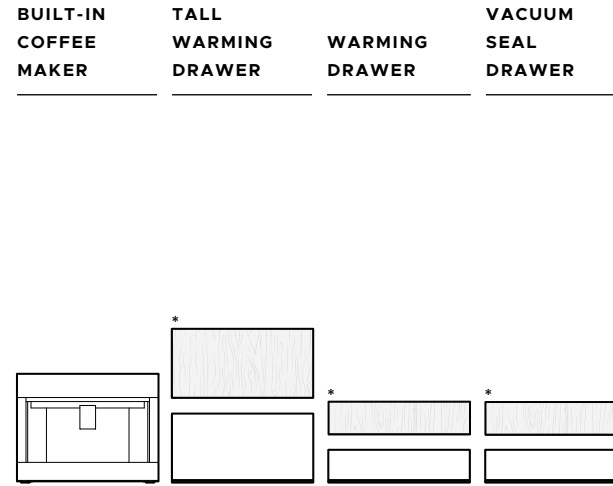 BUILT-IN
COFFEE
MAKER
TALL
WARMING
DRAWER
WARMING
DRAWER
VACUUM
SEAL
DRAWER
*
*
*